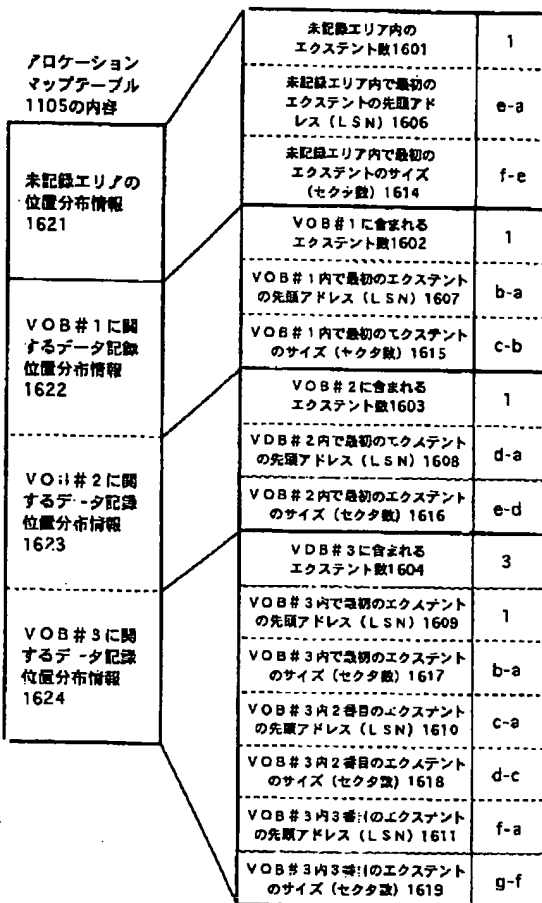 アロケーション
マップテーブル
1105の内容
未記録エリアの
位置分布情報
1621
VOB#1に関
するデータ記録
位置分布情報
1622
VOB#2に関
するデータ記録
位置分布情報
1623
VOB#3に関
するデータ記録
位置分布情報
1624
未記録エリア内の
エクステント数1601
1
未記録エリア内で最初の
エクステントの先頭アド
レス(LSN)1606
e-a
未記録エリア内で最初の
エクステントのサイズ
(セクタ数)1614
f-e
VOB#1に含まれる
エクステント数1602
1
VOB#1内で最初のエクステント
の先頭アドレス(LSN)1607
b-a
VOB#1内で最初のエクステント
のサイズ(セクタ数)1615
c-b
VOB#2に含まれる
エクステント数1603
1
VDB#2内で最初のエクステント
の先頭アドレス(LSN)1608
d-a
VOB#2内で最初のエクステント
のサイズ(セクタ数)1616
e-d
VDB#3に含まれる
エクステント数1604
3
VOB#3内で最初のエクステント
の先頭アドレス(LSN)1609
1
VOB#3内で最初のエクステント
のサイズ(セクタ数)1617
b-a
VOB#3内2番目のエクステント
の先頭アドレス(LSN)1610
c-a
VOB#3内2番目のエクステント
のサイズ(セクタ数)1618
d-c
VOB#3内3番目のエクステント
の先頭アドレス(LSN)1611
f-a
VOB#3内3番目のエクステント
のサイズ(セクタ数)1619
g-f